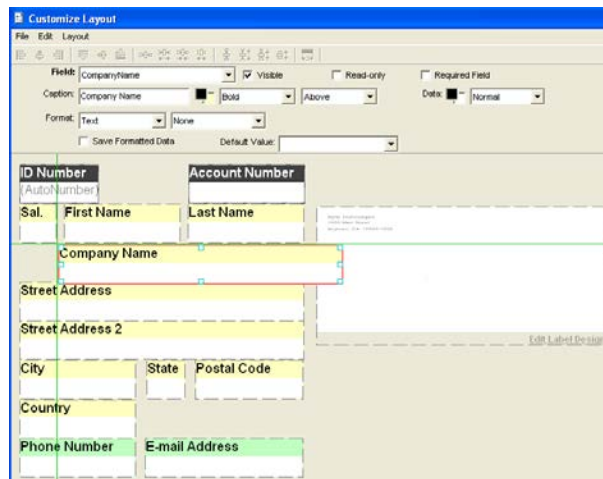 Customize Layout
File Edit Layout
Field: CompanyName Visible Read-only Required Field
Caption: Company Name Bold Above Data: Normal
Format: Text None
Save Formatted Data Default Value:
ID Number Account Number
(AutoNumber)
Sal. First Name Last Name
Company Name
Street Address
Street Address 2
Edit Label Design
City State Postal Code
Country
Phone Number E-mail Address